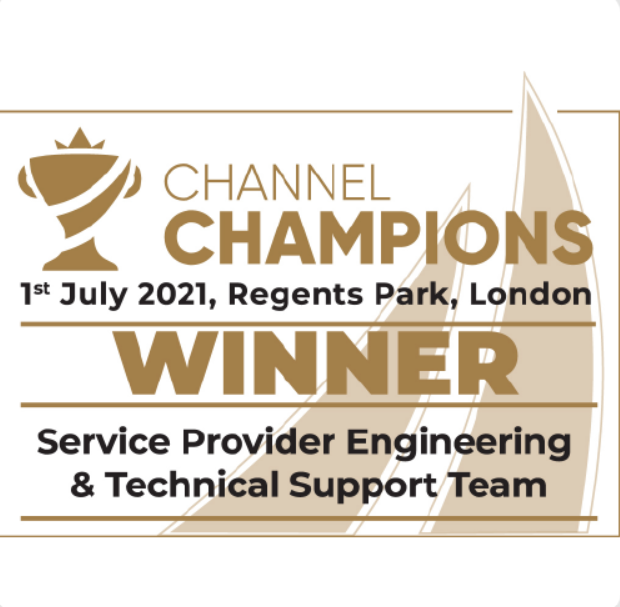 CHANNEL
CHAMPIONS
1st July 2021, Regents Park, London
WINNER
Service Provider Engineering
& Technical Support Team